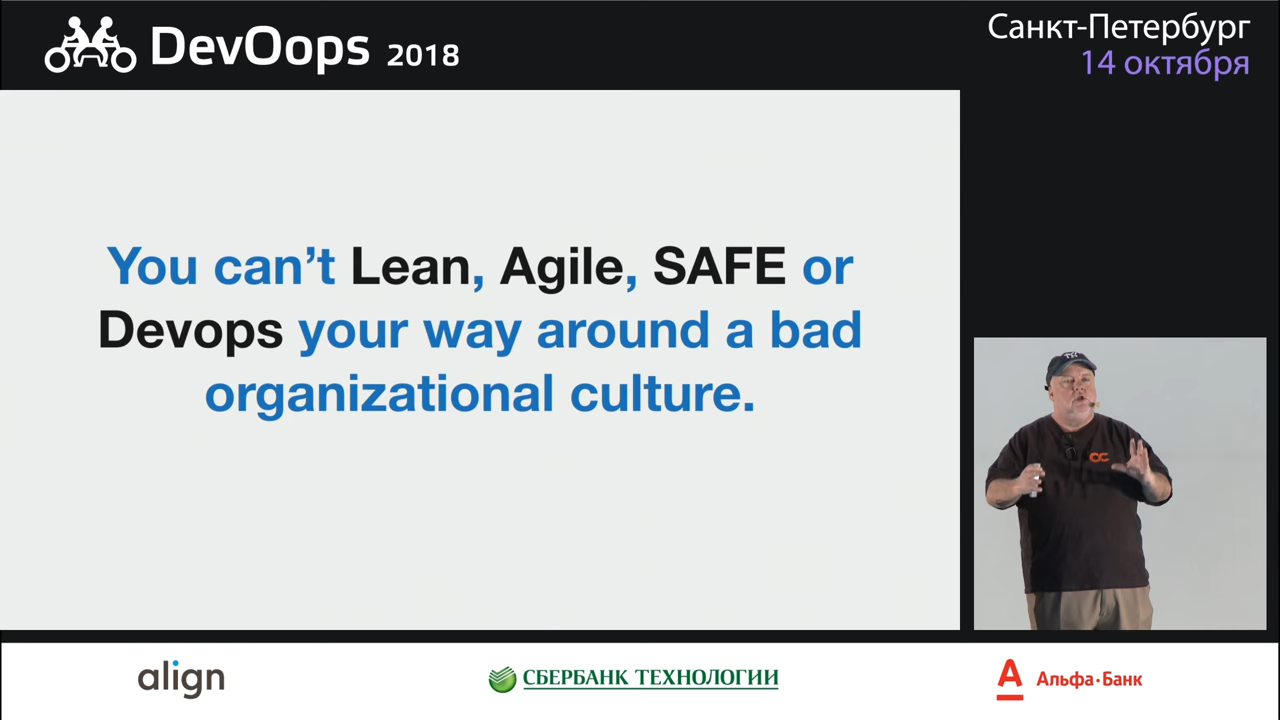 DevOops 2018
Санкт-Петербург
14 октября
You can’t Lean, Agile, SAFE or
Devops your way around a bad
organizational culture.
align
СБЕРБАНК ТЕХНОЛОГИИ
Альфа·Банк